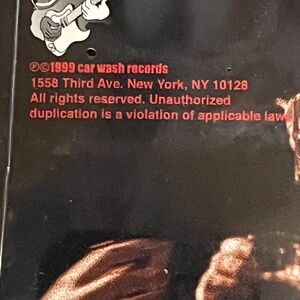 ℗©1999 car wash records
1558 Third Ave. New York, NY 10128
All rights reserved. Unauthorized
duplication is a violation of applicable laws